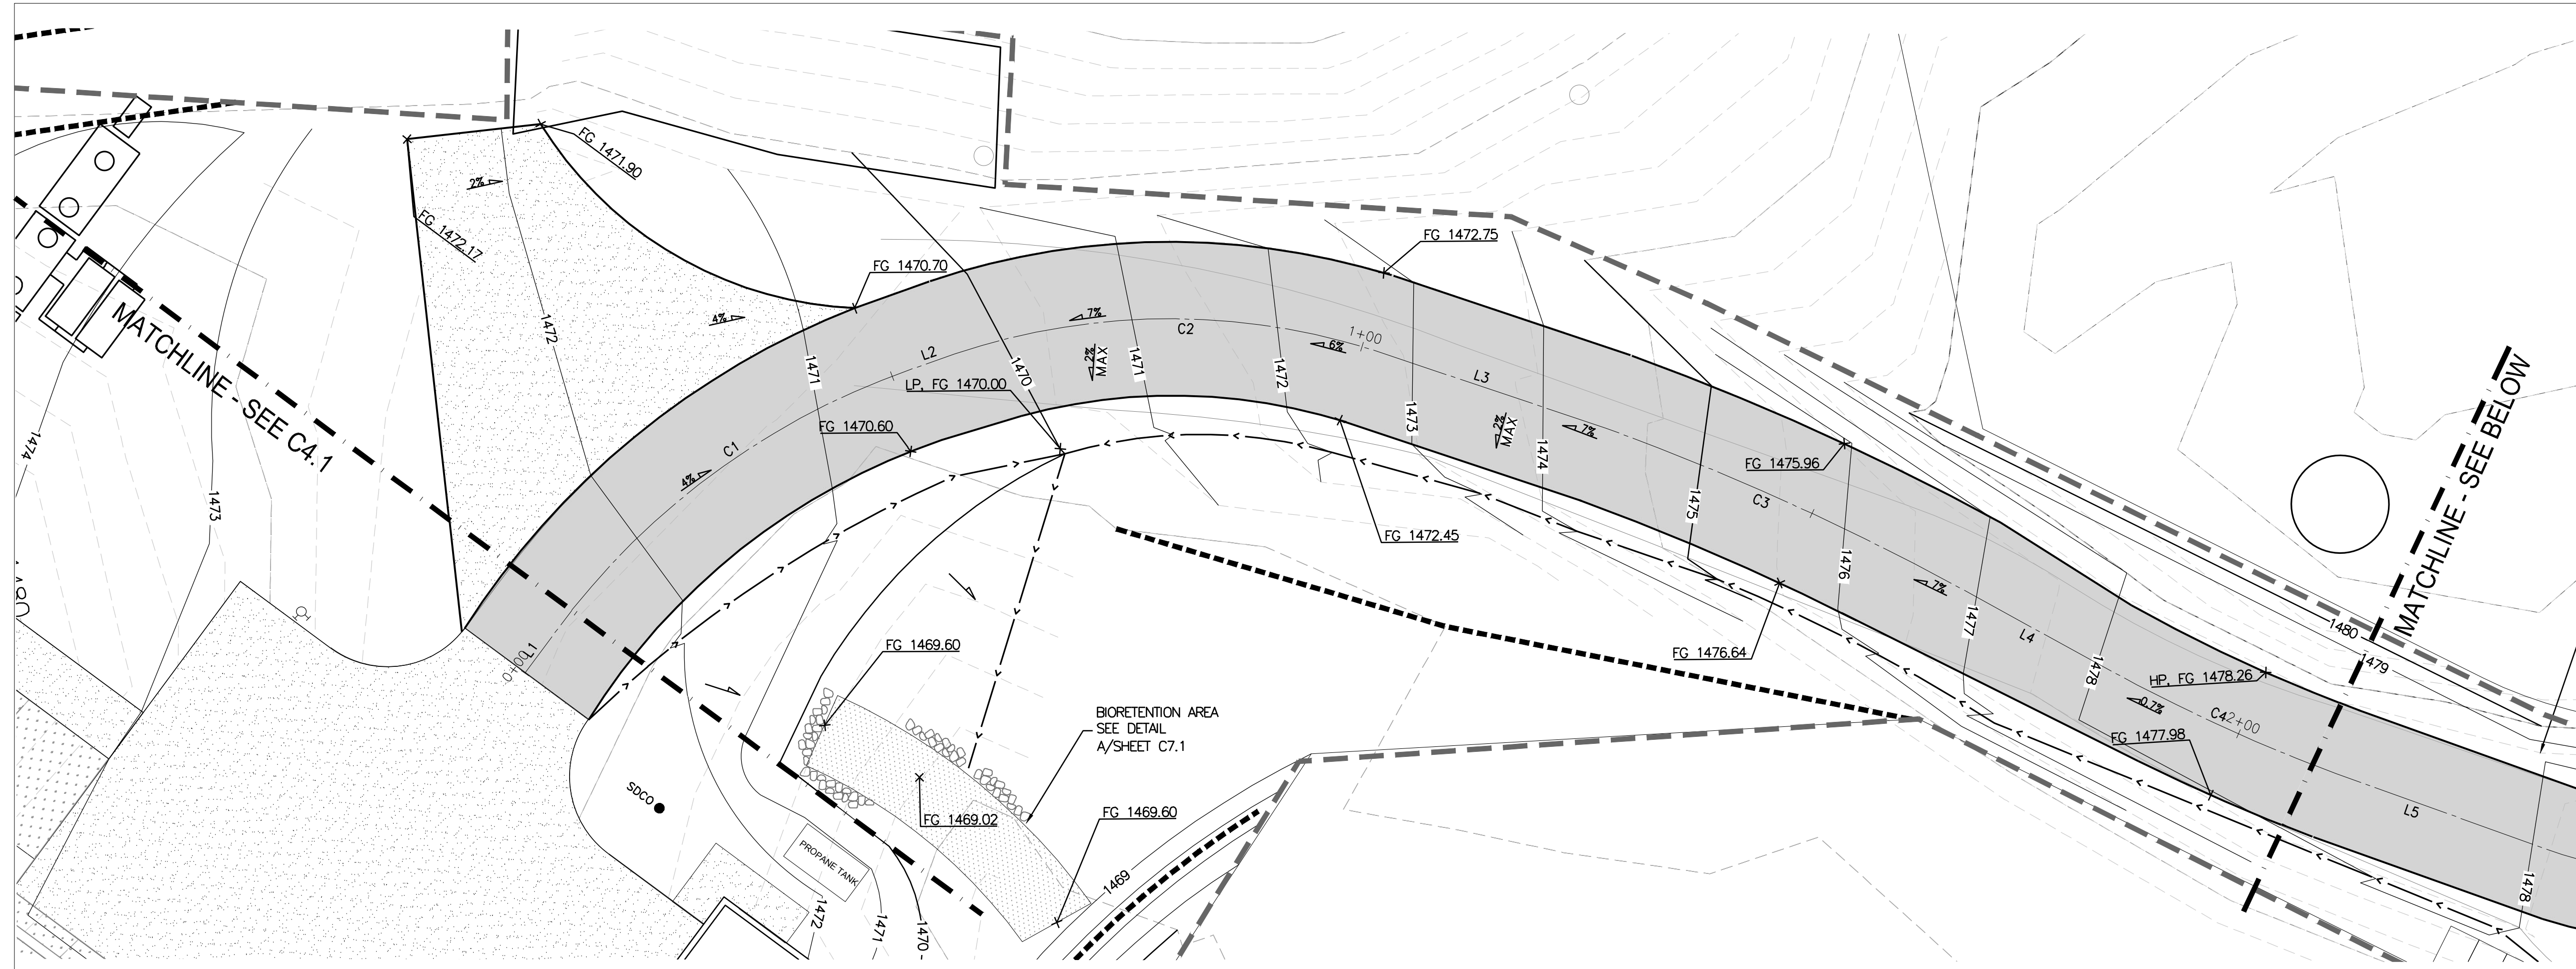 FG 1471.90
2%
FG 1472.17
MATCHLINE - SEE C4.1
1474
1473
1472
4%
FG 1470.70
FG 1472.75
1471
L2
7%
C2
1+00
6%
LP, FG 1470.00
1470
2%
MAX
1471
1472
L3
1473
2%
MAX
7%
1474
FG 1470.60
C1
4%
FG 1472.45
FG 1475.96
1475
C3
1476
7%
1477
L4
FG 1476.64
1478
1480
1479
HP, FG 1478.26
0.7%
C4
2+00
FG 1477.98
L5
1478
MATCHLINE - SEE BELOW
0+00
L1
FG 1469.60
BIORETENTION AREA
SEE DETAIL
A/SHEET C7.1
SDCO
FG 1469.02
FG 1469.60
PROPANE TANK
1472
1471
1470
1469